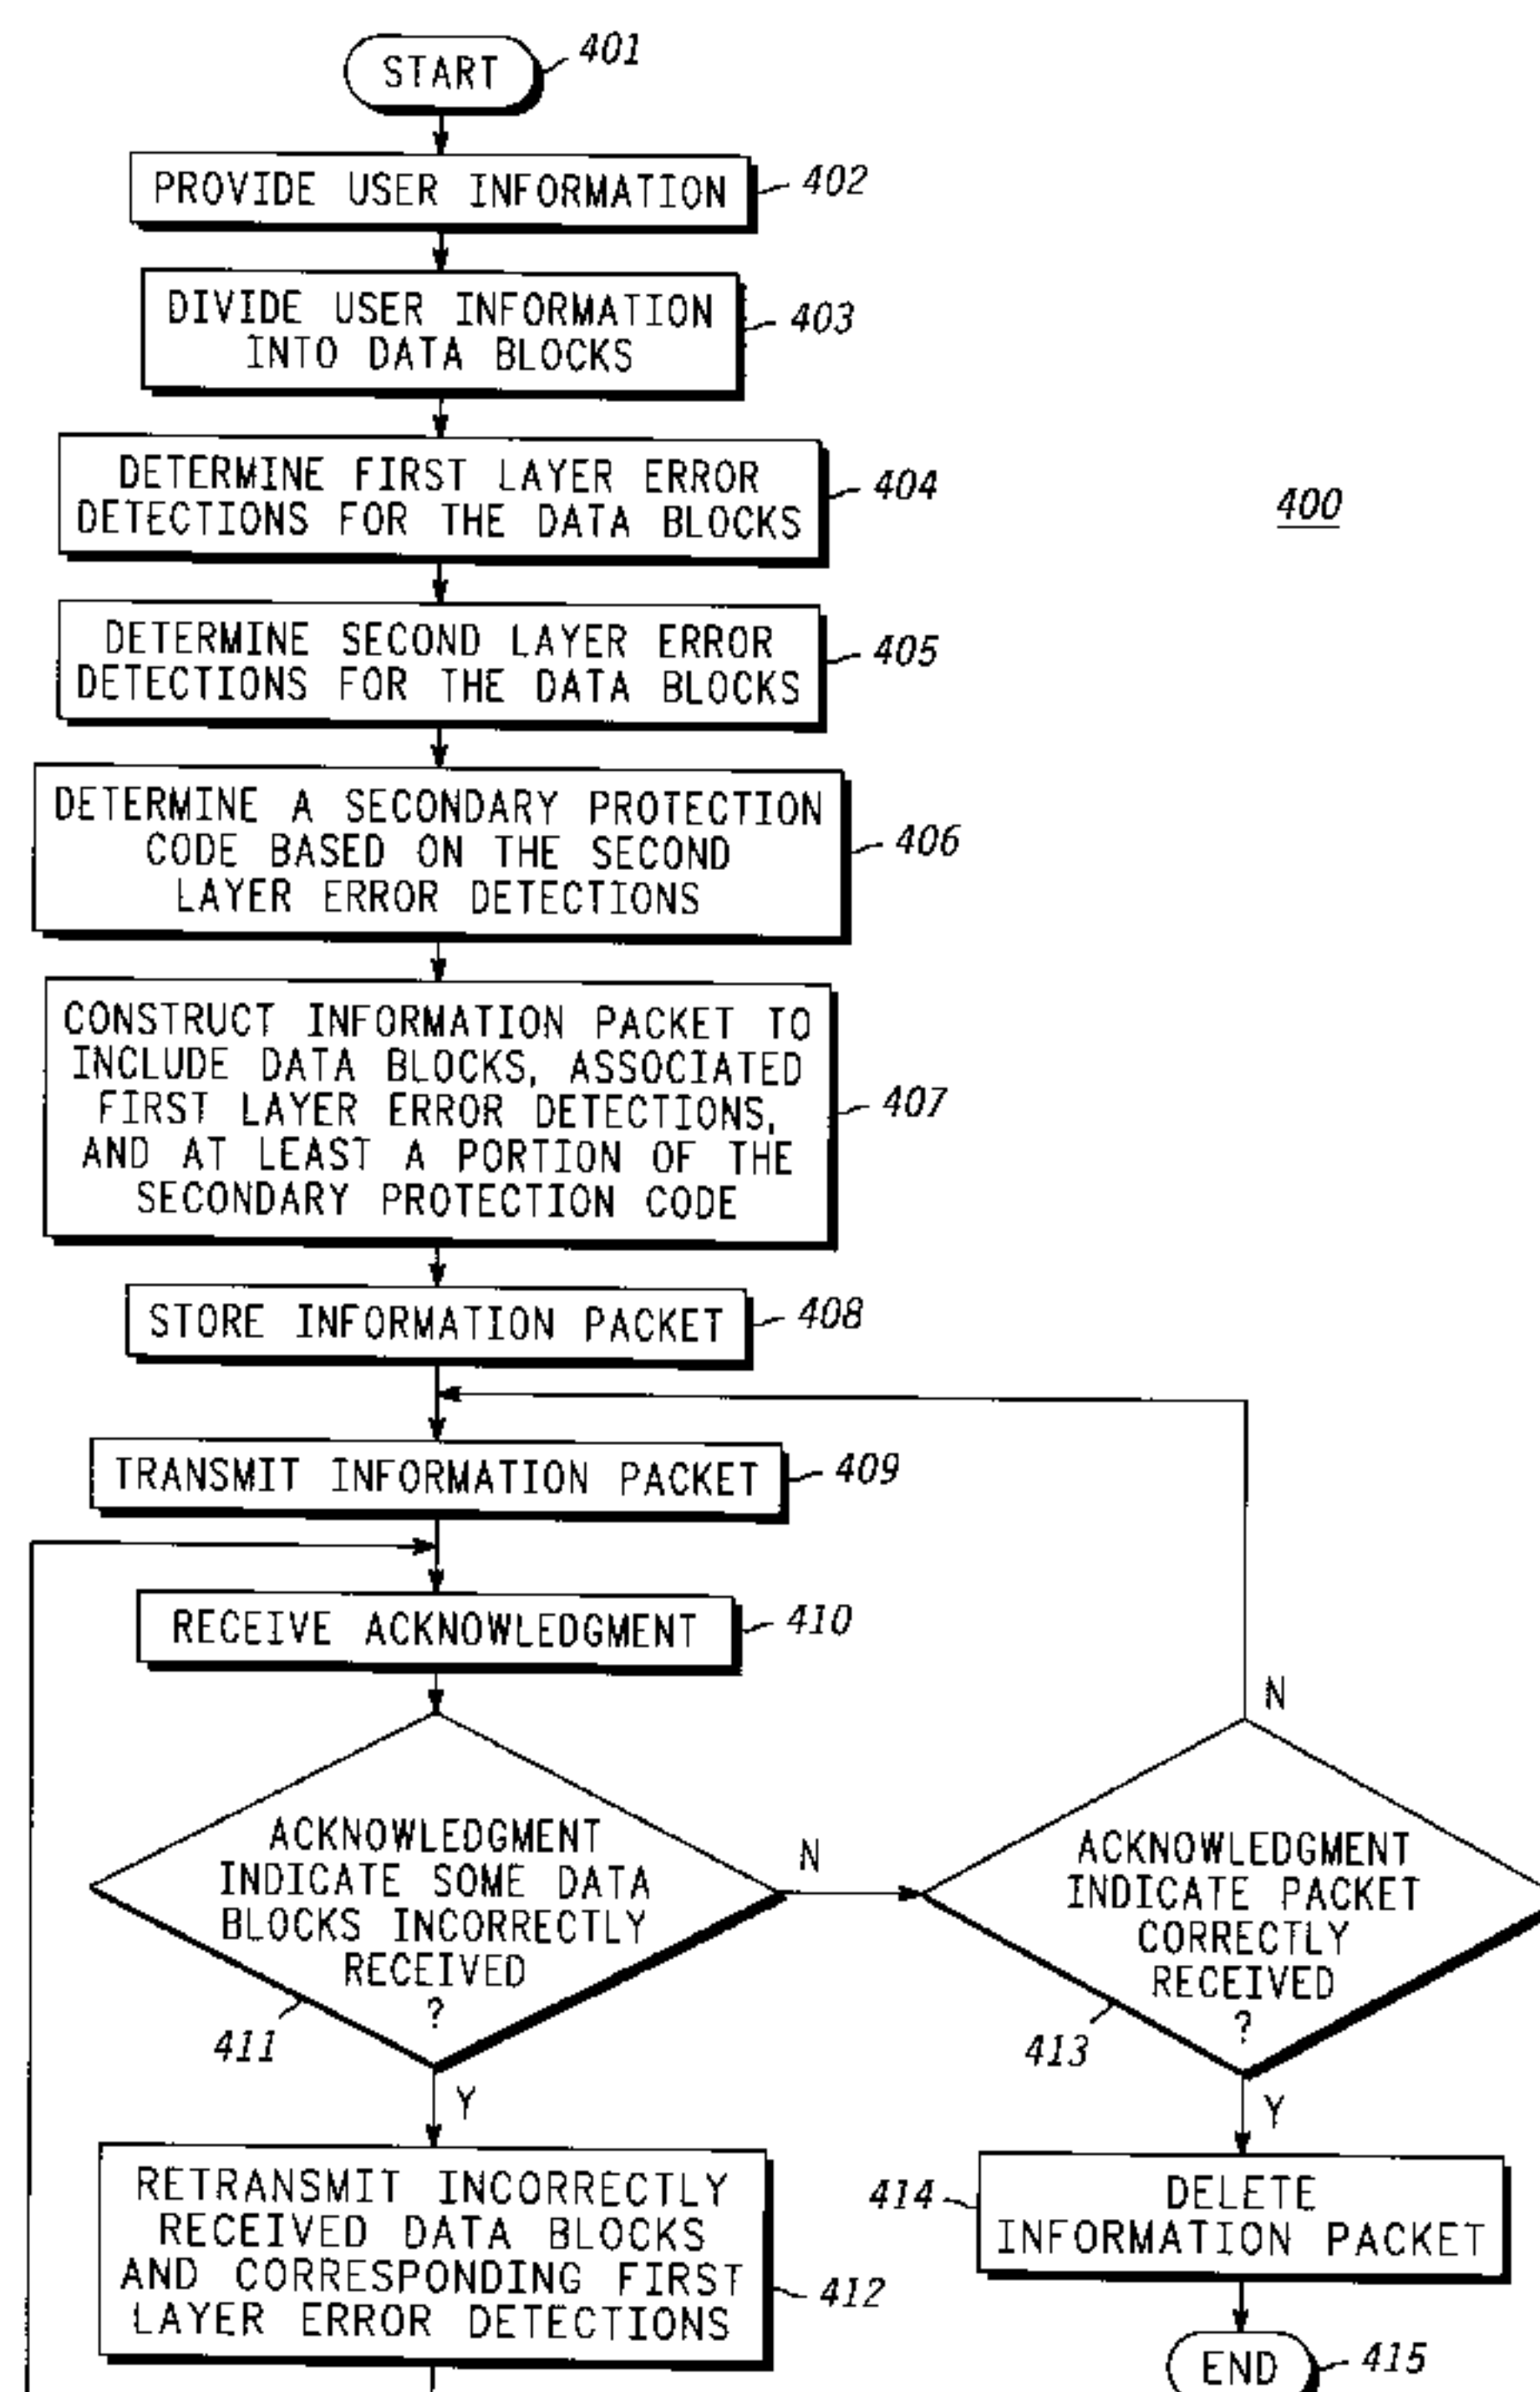 START
401
PROVIDE USER INFORMATION
402
DIVIDE USER INFORMATION
INTO DATA BLOCKS
403
DETERMINE FIRST LAYER ERROR
DETECTIONS FOR THE DATA BLOCKS
404
400
DETERMINE SECOND LAYER ERROR
DETECTIONS FOR THE DATA BLOCKS
405
DETERMINE A SECONDARY PROTECTION
CODE BASED ON THE SECOND
LAYER ERROR DETECTIONS
406
CONSTRUCT INFORMATION PACKET TO
INCLUDE DATA BLOCKS, ASSOCIATED
FIRST LAYER ERROR DETECTIONS,
AND AT LEAST A PORTION OF THE
SECONDARY PROTECTION CODE
407
STORE INFORMATION PACKET
408
TRANSMIT INFORMATION PACKET
409
RECEIVE ACKNOWLEDGMENT
410
ACKNOWLEDGMENT
INDICATE SOME DATA
BLOCKS INCORRECTLY
RECEIVED
?
411
N
Y
ACKNOWLEDGMENT
INDICATE PACKET
CORRECTLY
RECEIVED
?
413
N
Y
RETRANSMIT INCORRECTLY
RECEIVED DATA BLOCKS
AND CORRESPONDING FIRST
LAYER ERROR DETECTIONS
412
414
DELETE
INFORMATION PACKET
END
415